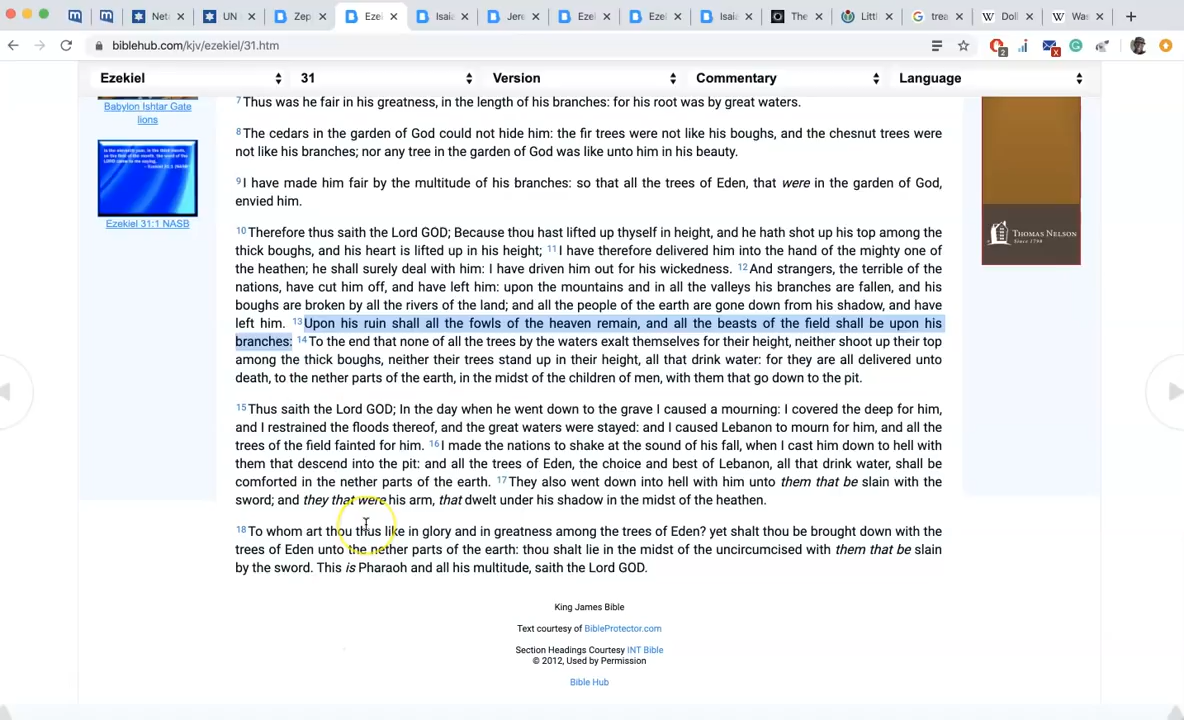 Net
UN
Zep
Ezel
Isaia
Jere
Ezel
Ezel
Isaia
The
Littl
trea
Doll
Was
biblehub.com/kjv/ezekiel/31.htm
2
x
Ezekiel
31
Version
Commentary
Language
Babylon Ishtar Gate
lions
Ezekiel 31:1 NASB
7Thus was he fair in his greatness, in the length of his branches: for his root was by great waters.
8The cedars in the garden of God could not hide him: the fir trees were not like his boughs, and the chesnut trees were
not like his branches; nor any tree in the garden of God was like unto him in his beauty.
9I have made him fair by the multitude of his branches: so that all the trees of Eden, that were in the garden of God,
envied him.
10Therefore thus saith the Lord GOD; Because thou hast lifted up thyself in height, and he hath shot up his top among the
thick boughs, and his heart is lifted up in his height; 11I have therefore delivered him into the hand of the mighty one of
the heathen; he shall surely deal with him: I have driven him out for his wickedness. 12And strangers, the terrible of the
nations, have cut him off, and have left him: upon the mountains and in all the valleys his branches are fallen, and his
boughs are broken by all the rivers of the land; and all the people of the earth are gone down from his shadow, and have
left him. 13Upon his ruin shall all the fowls of the heaven remain, and all the beasts of the field shall be upon his
branches: 14To the end that none of all the trees by the waters exalt themselves for their height, neither shoot up their top
among the thick boughs, neither their trees stand up in their height, all that drink water: for they are all delivered unto
death, to the nether parts of the earth, in the midst of the children of men, with them that go down to the pit.
15Thus saith the Lord GOD; In the day when he went down to the grave I caused a mourning: I covered the deep for him,
and I restrained the floods thereof, and the great waters were stayed: and I caused Lebanon to mourn for him, and all the
trees of the field fainted for him. 16I made the nations to shake at the sound of his fall, when I cast him down to hell with
them that descend into the pit: and all the trees of Eden, the choice and best of Lebanon, all that drink water, shall be
comforted in the nether parts of the earth. 17They also went down into hell with him unto them that be slain with the
sword; and they that were his arm, that dwelt under his shadow in the midst of the heathen.
18To whom art thou thus like in glory and in greatness among the trees of Eden? yet shalt thou be brought down with the
trees of Eden unto the nether parts of the earth: thou shalt lie in the midst of the uncircumcised with them that be slain
by the sword. This is Pharaoh and all his multitude, saith the Lord GOD.
THOMAS NELSON
Since 1798
King James Bible
Text courtesy of BibleProtector.com
Section Headings Courtesy INT Bible
© 2012, Used by Permission
Bible Hub